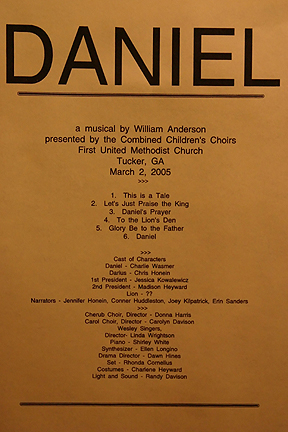 DANIEL
a musical by William Anderson
presented by the Combined Children's Choirs
First United Methodist Church
Tucker, GA
March 2, 2005
>>>
1. This is a Tale
2. Let's Just Praise the King
3. Daniel's Prayer
4. To the Lion's Den
5. Glory Be to the Father
6. Daniel
>>>
Cast of Characters
Daniel - Charlie Wasmer
Darius - Chris Honein
1st President - Jessica Kowalewicz
2nd President - Madison Heyward
Lion - ??
Narrators - Jennifer Honein, Conner Huddleston, Joey Kilpatrick, Erin Sanders
>>>
Cherub Choir, Director - Donna Harris
Carol Choir, Director - Carolyn Davison
Wesley Singers,
Director- Unda Wrightson
Piano - Shirley White
Synthesizer - Ellen Longino
Drama Director - Dawn Hines
Set - Rhonda Cornelius
Costumes - Charlene Heyward
Light and Sound - Randy Davison